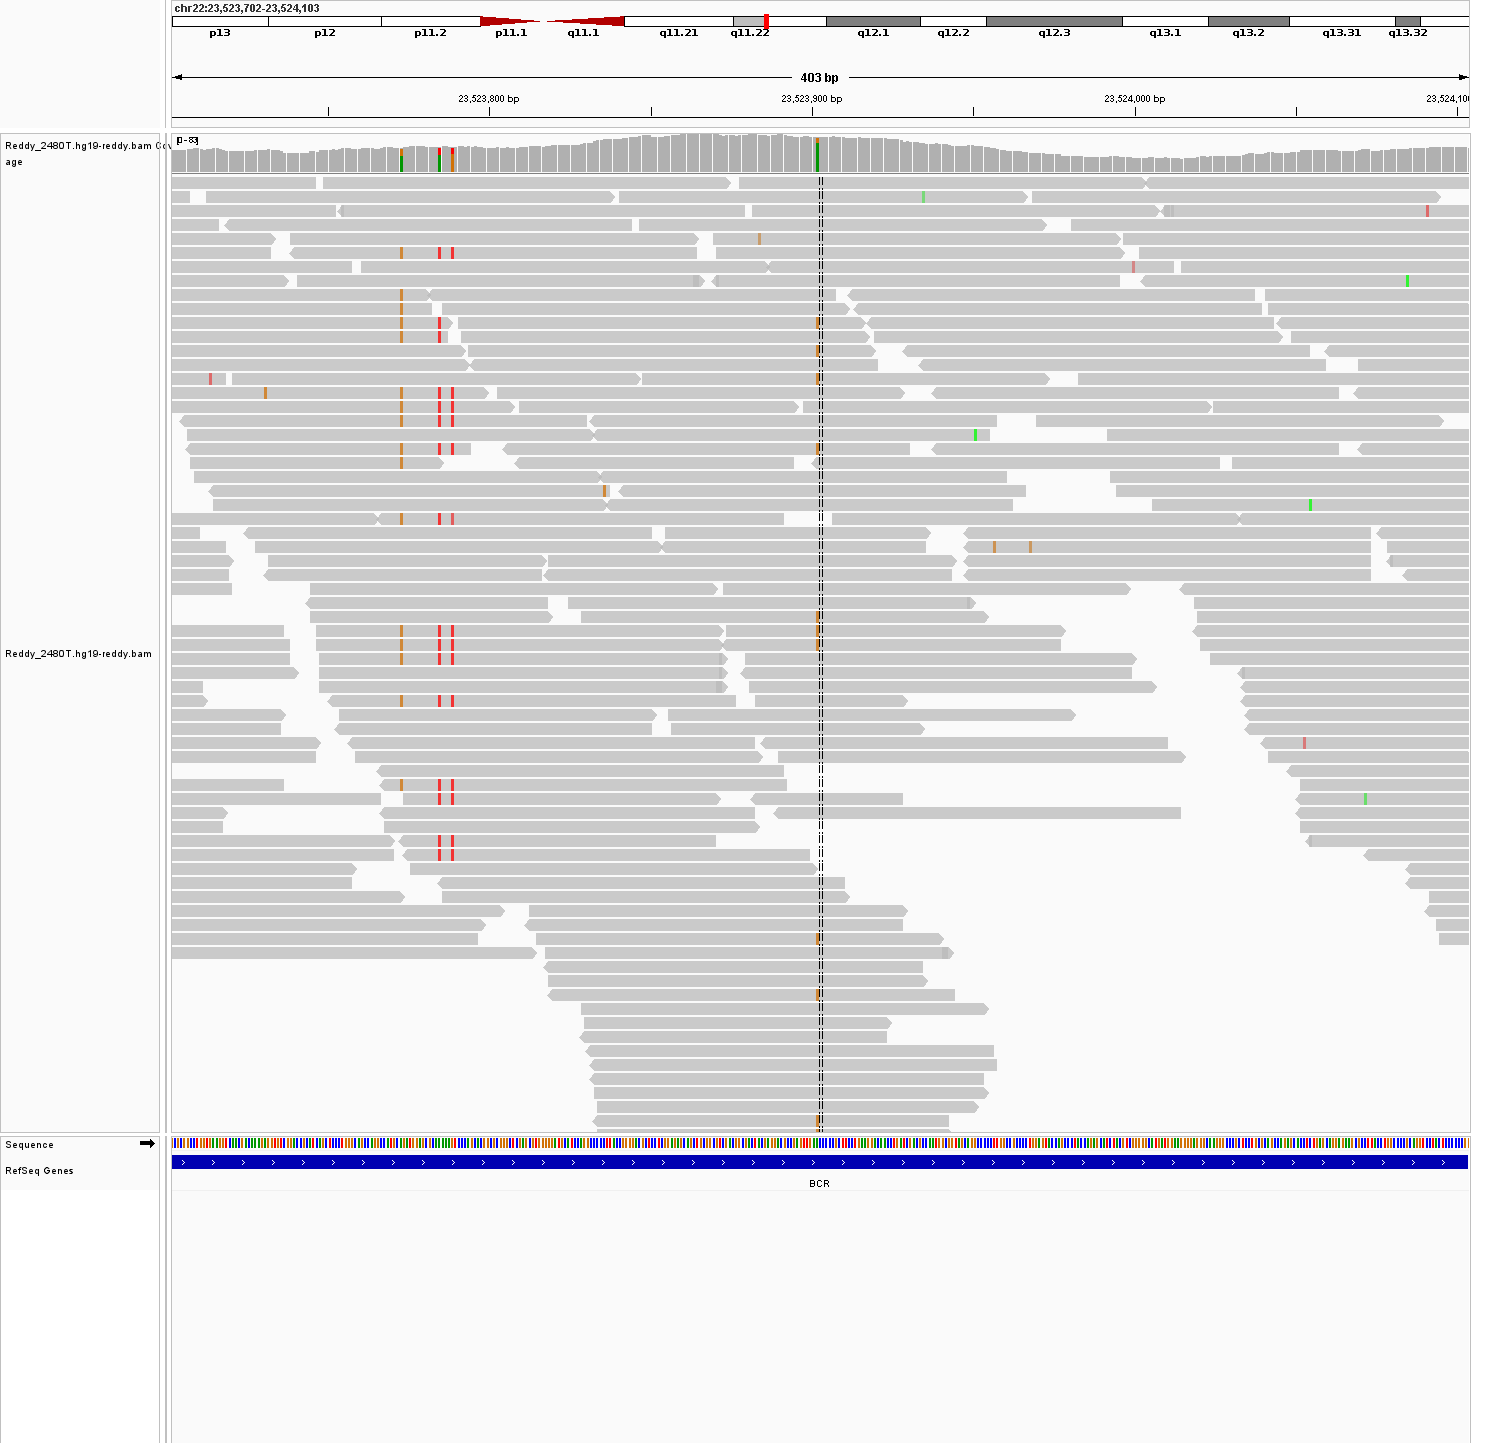 chr22:23,523,702-23,524,103
p13 p12 p11.2 p11.1 q11.1 q11.21 q11.22 q12.1 q12.2 q12.3 q13.1 q13.2 q13.31 q13.32
403 bp
23,523,800 bp 23,523,900 bp 23,524,000 bp 23,524,100
Reddy_2480T.hg19-reddy.bam Cov
age
[0-83]
Reddy_2480T.hg19-reddy.bam
Sequence
RefSeq Genes
BCR